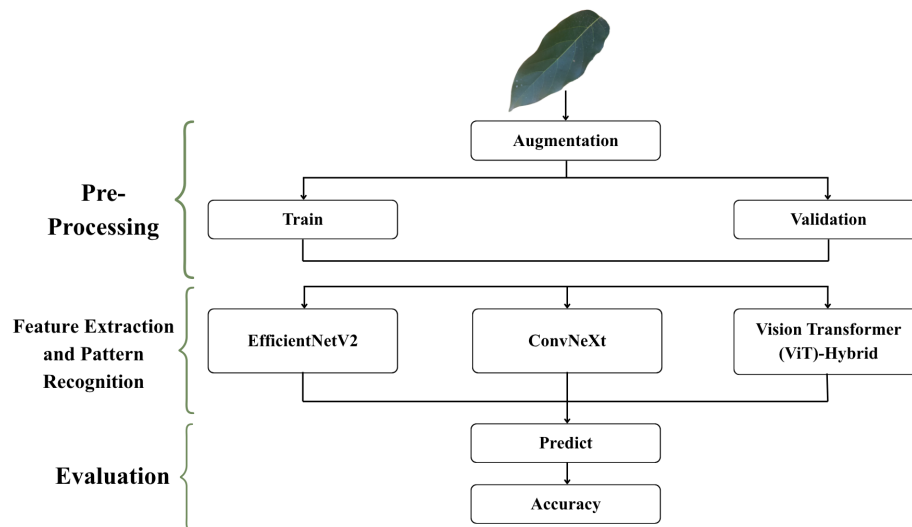 Augmentation
Pre-
Processing
Train
Validation
Feature Extraction
and Pattern
Recognition
EfficientNetV2
ConvNeXt
Vision Transformer
(ViT)-Hybrid
Evaluation
Predict
Accuracy